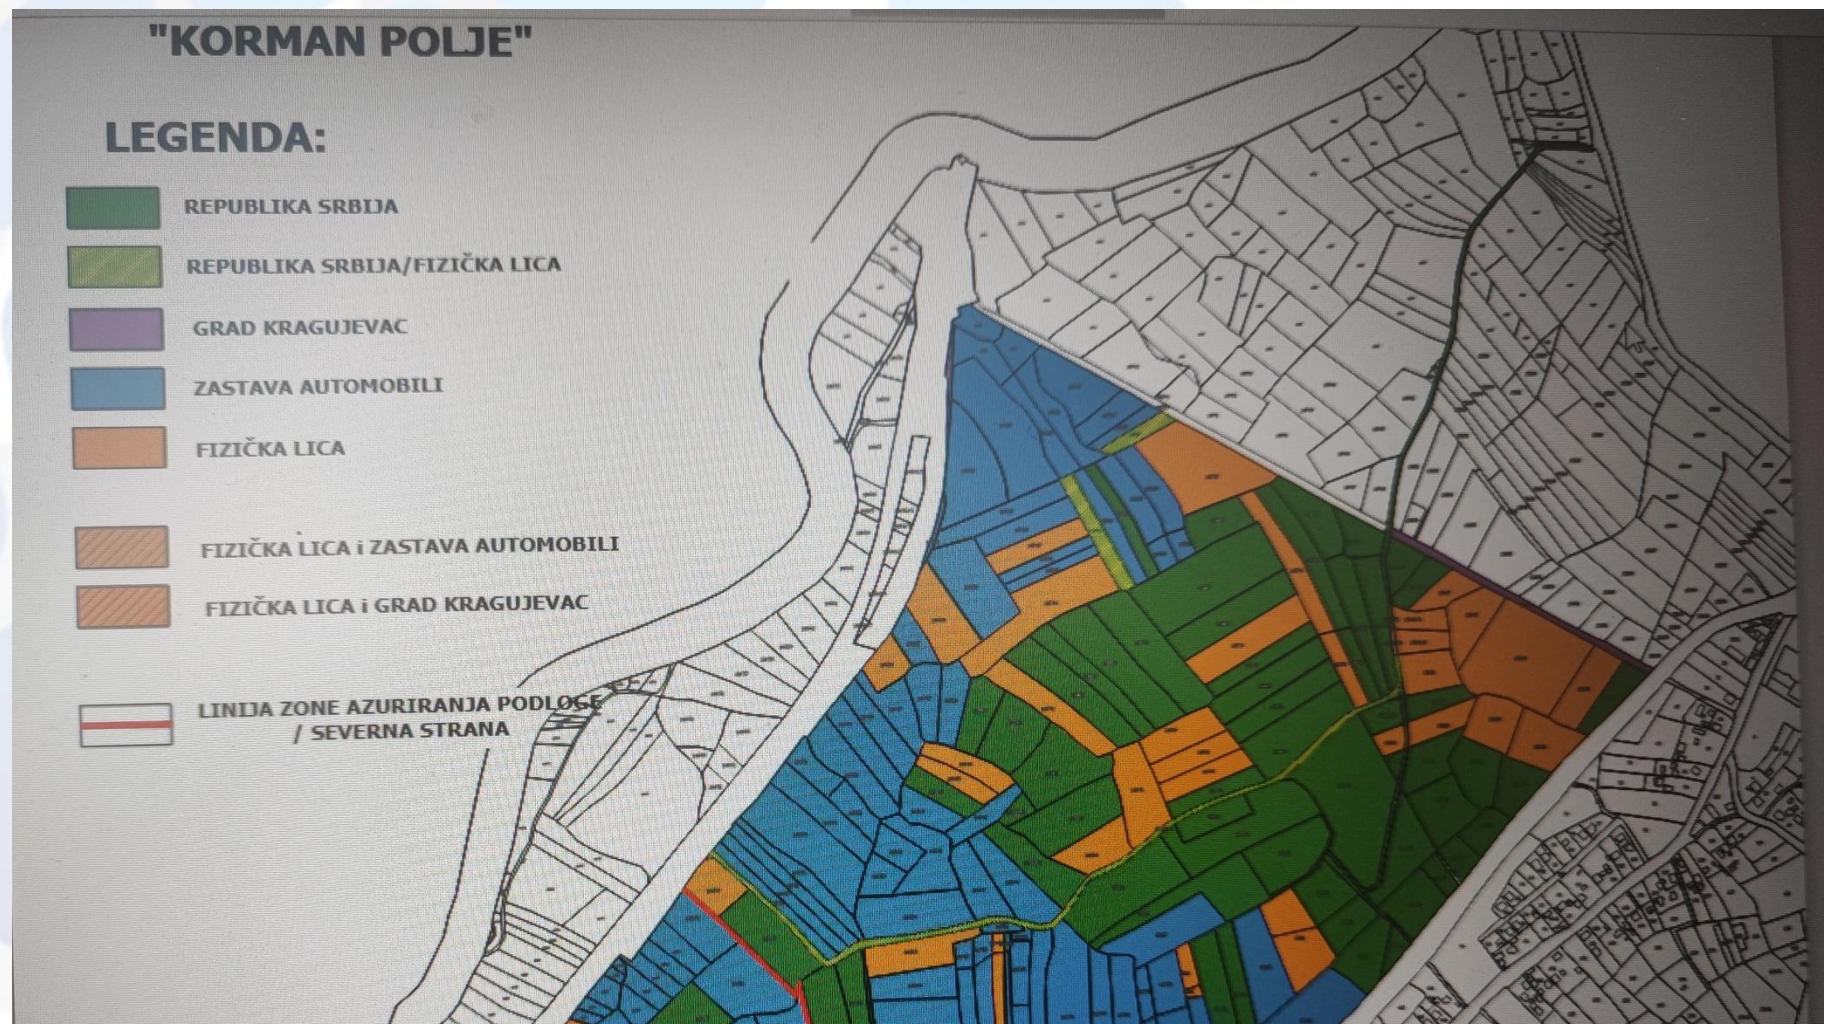 "KORMAN POLJE"
LEGENDA:
REPUBLIKA SRBIJA
REPUBLIKA SRBIJA/FIZIČKA LICA
GRAD KRAGUJEVAC
ZASTAVA AUTOMOBILI
FIZIČKA LICA
FIZIČKA LICA i ZASTAVA AUTOMOBILI
FIZIČKA LICA i GRAD KRAGUJEVAC
LINIJA ZONE AZURIRANJA PODLOGE
/ SEVERNA STRANA